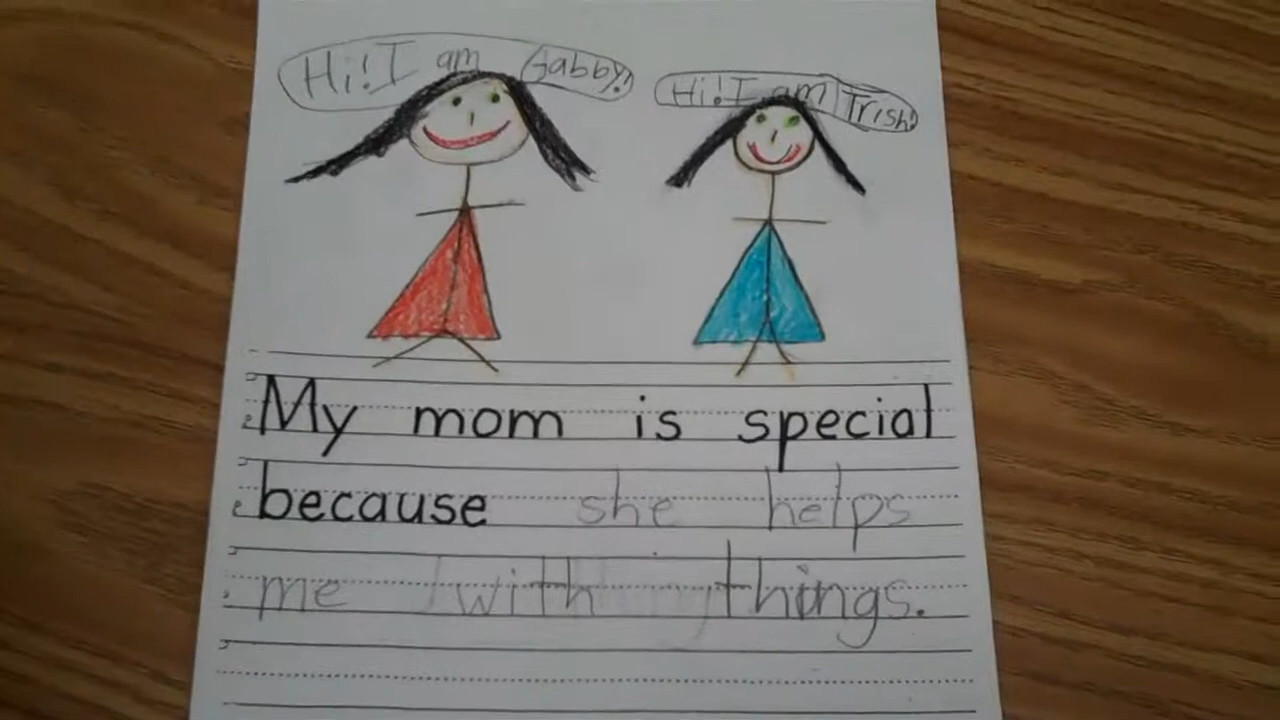 Hi! I am Gabby!
Hi! I am Trish!
My mom is special
because she helps
me with things.